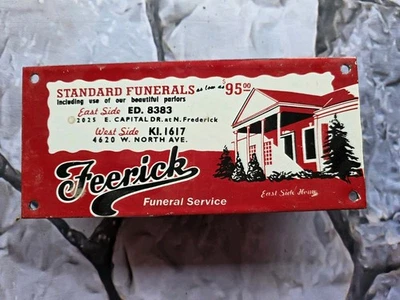 STANDARD FUNERALS as low as $95.00
Including use of our beautiful parlors
East Side ED. 8383
2025 E. CAPITAL DR. at N. Frederick
West Side KI. 1617
4620 W. NORTH AVE.
Feerick
Funeral Service
East Side Home